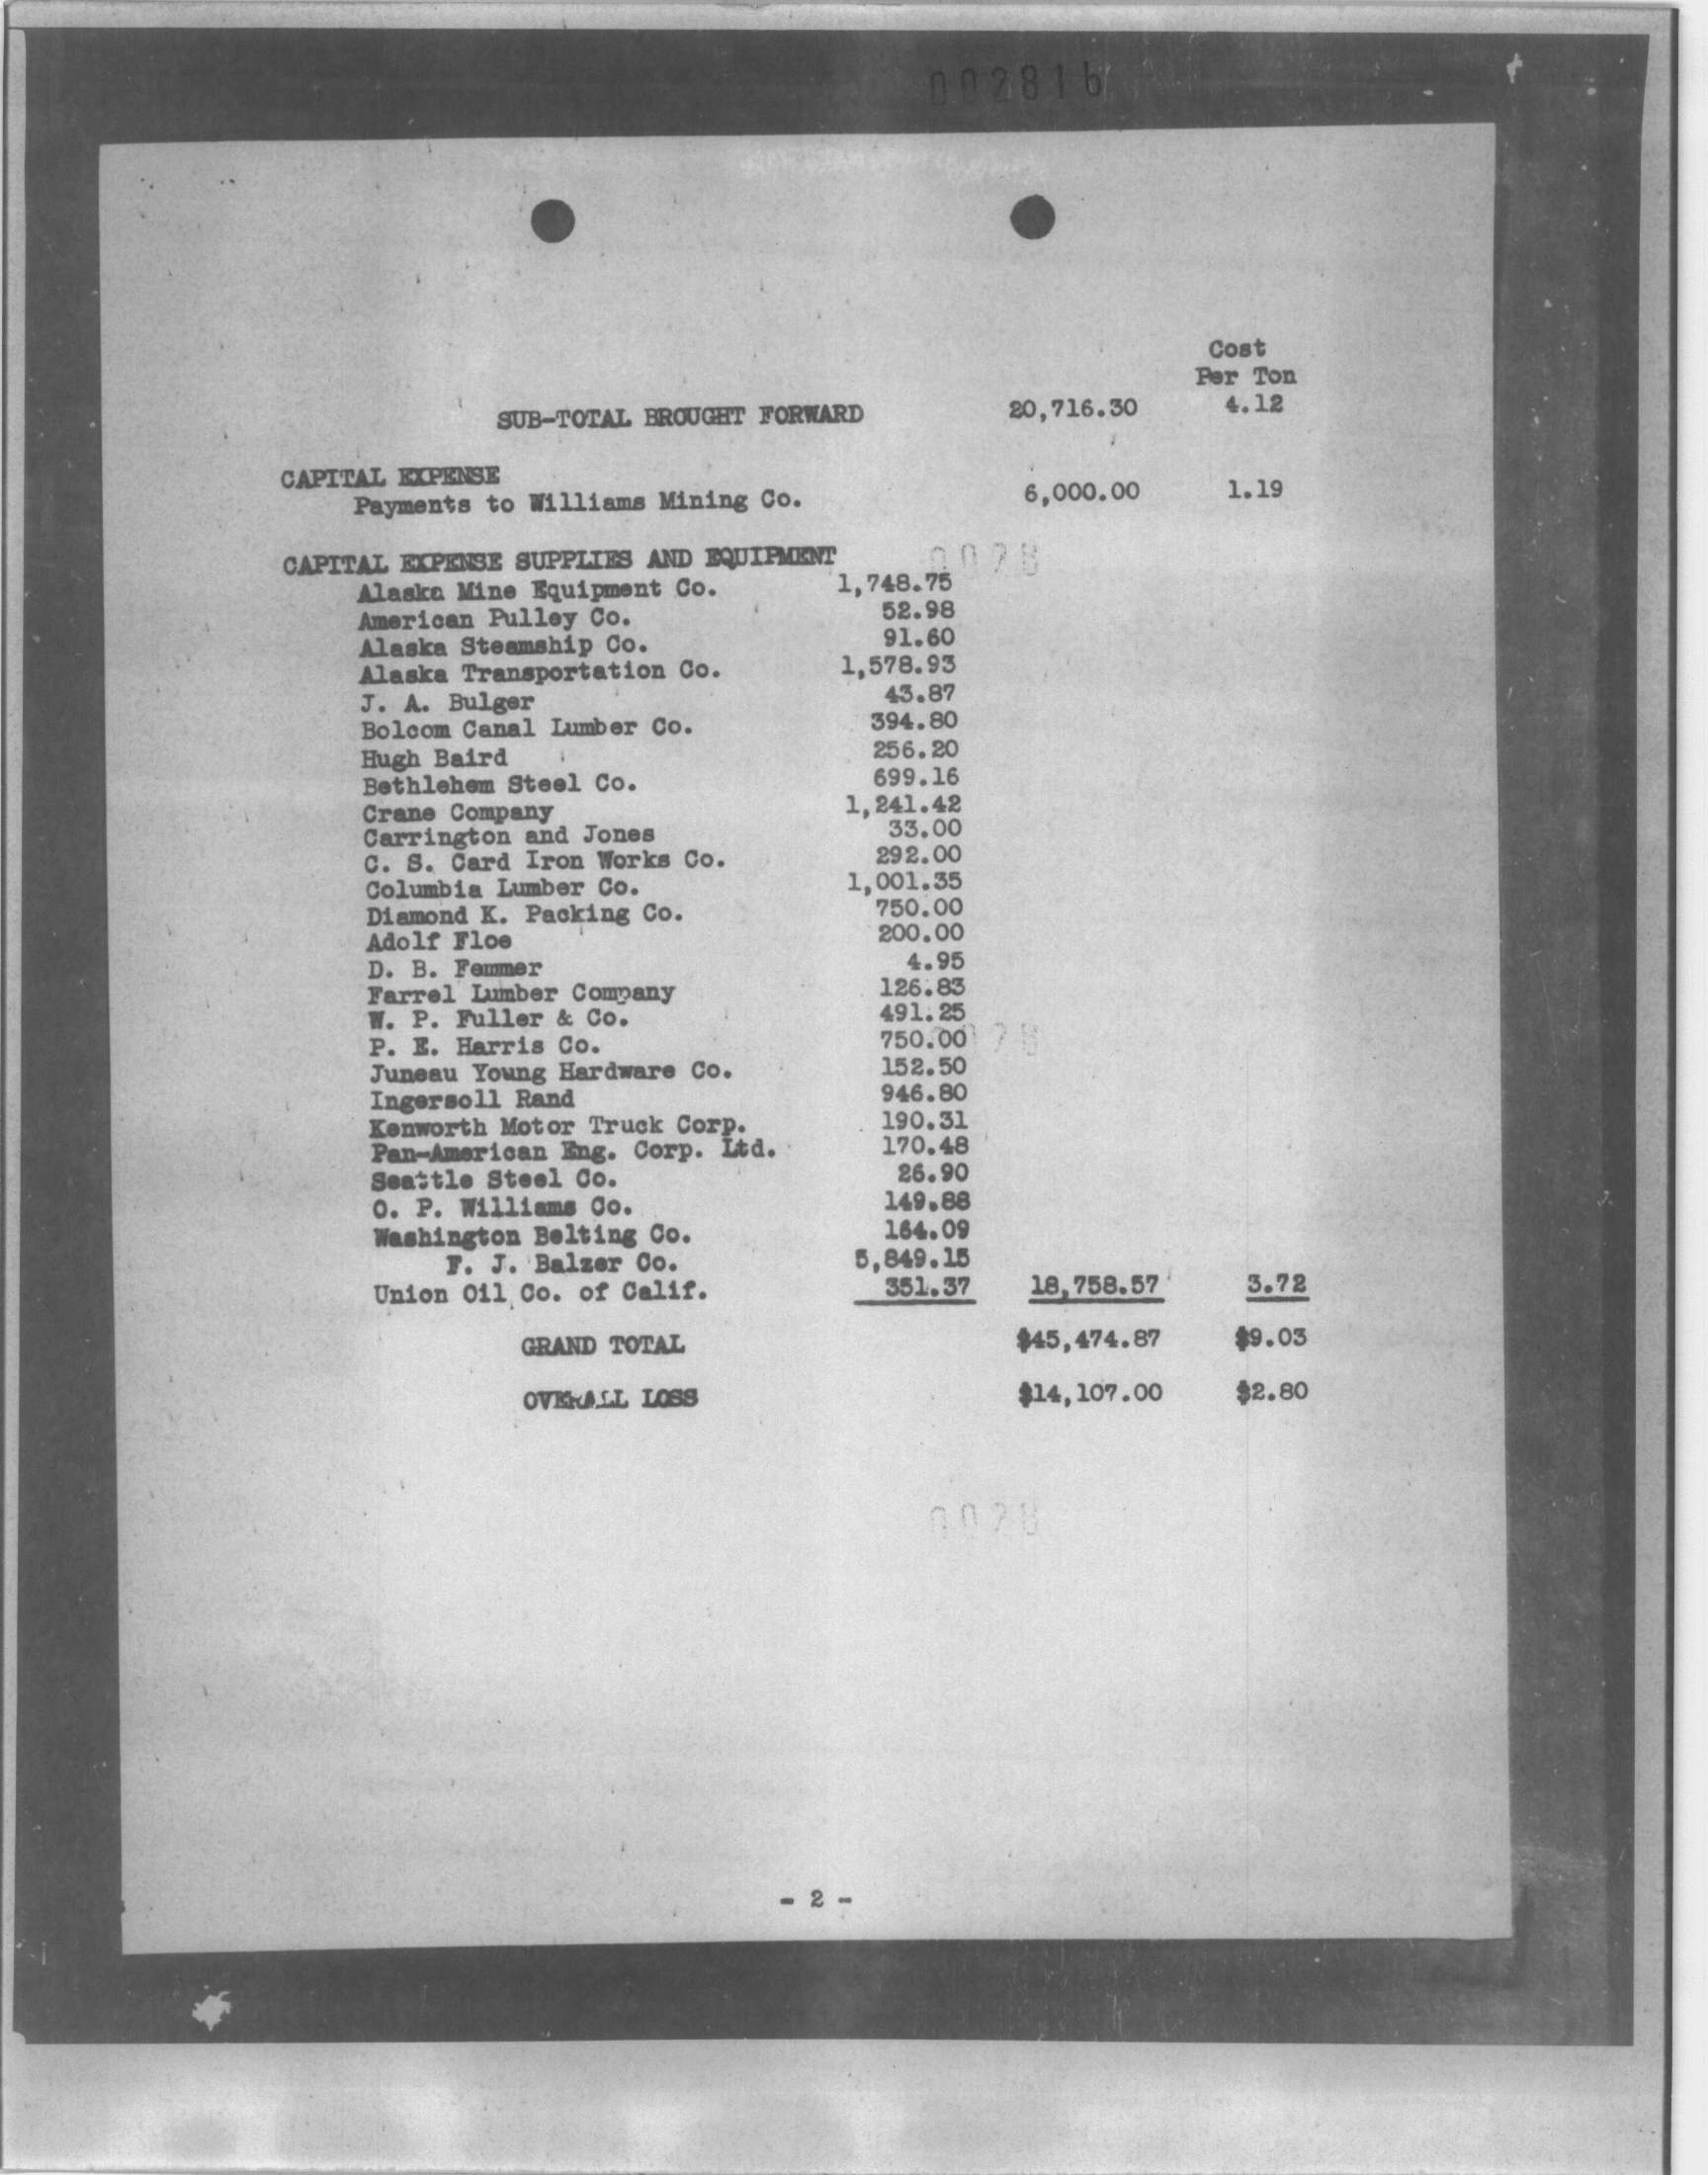 002816
Cost
Per Ton
SUB-TOTAL BROUGHT FORWARD 20,716.30 4.12
CAPITAL EXPENSE
Payments to Williams Mining Co. 6,000.00 1.19
CAPITAL EXPENSE SUPPLIES AND EQUIPMENT
Alaska Mine Equipment Co. 1,748.75
American Pulley Co. 52.98
Alaska Steamship Co. 91.60
Alaska Transportation Co. 1,578.93
J. A. Bulger 43.87
Bolcom Canal Lumber Co. 394.80
Hugh Baird 256.20
Bethlehem Steel Co. 699.16
Crane Company 1,241.42
Carrington and Jones 33.00
C. S. Card Iron Works Co. 292.00
Columbia Lumber Co. 1,001.35
Diamond K. Packing Co. 750.00
Adolf Floe 200.00
D. B. Femmer 4.95
Farrel Lumber Company 126.83
W. P. Fuller & Co. 491.25
P. E. Harris Co. 750.00
Juneau Young Hardware Co. 152.50
Ingersoll Rand 946.80
Kenworth Motor Truck Corp. 190.31
Pan-American Eng. Corp. Ltd. 170.48
Seattle Steel Co. 26.90
O. P. Williams Co. 149.88
Washington Belting Co. 164.09
F. J. Balzer Co. 5,849.15
Union Oil Co. of Calif. 351.37 18,758.57 3.72
GRAND TOTAL $45,474.87 $9.03
OVERALL LOSS $14,107.00 $2.80
- 2 -